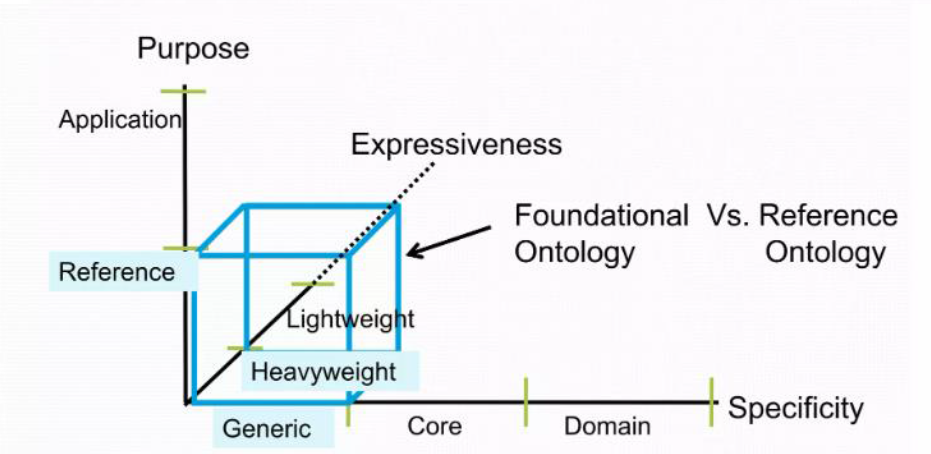 Purpose
Application
Expressiveness
Foundational Vs. Reference
Ontology Ontology
Reference
Lightweight
Heavyweight
Specificity
Generic Core Domain